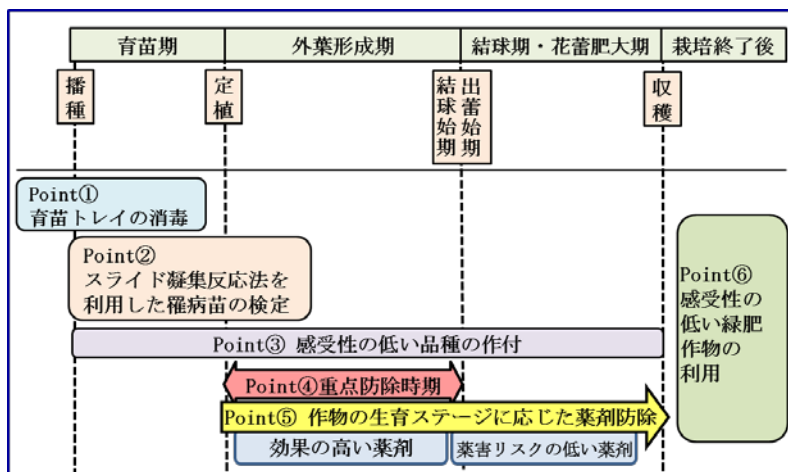 育苗期
外葉形成期
結球期・花蕾肥大期
栽培終了後
播種
定植
結球始期
出蕾始期
収穫
Point①
育苗トレイの消毒
Point②
スライド凝集反応法を
利用した罹病苗の検定
Point③ 感受性の低い品種の作付
Point④重点防除時期
Point⑤ 作物の生育ステージに応じた薬剤防除
効果の高い薬剤
薬害リスクの低い薬剤
Point⑥
感受性の
低い緑肥
作物の
利用